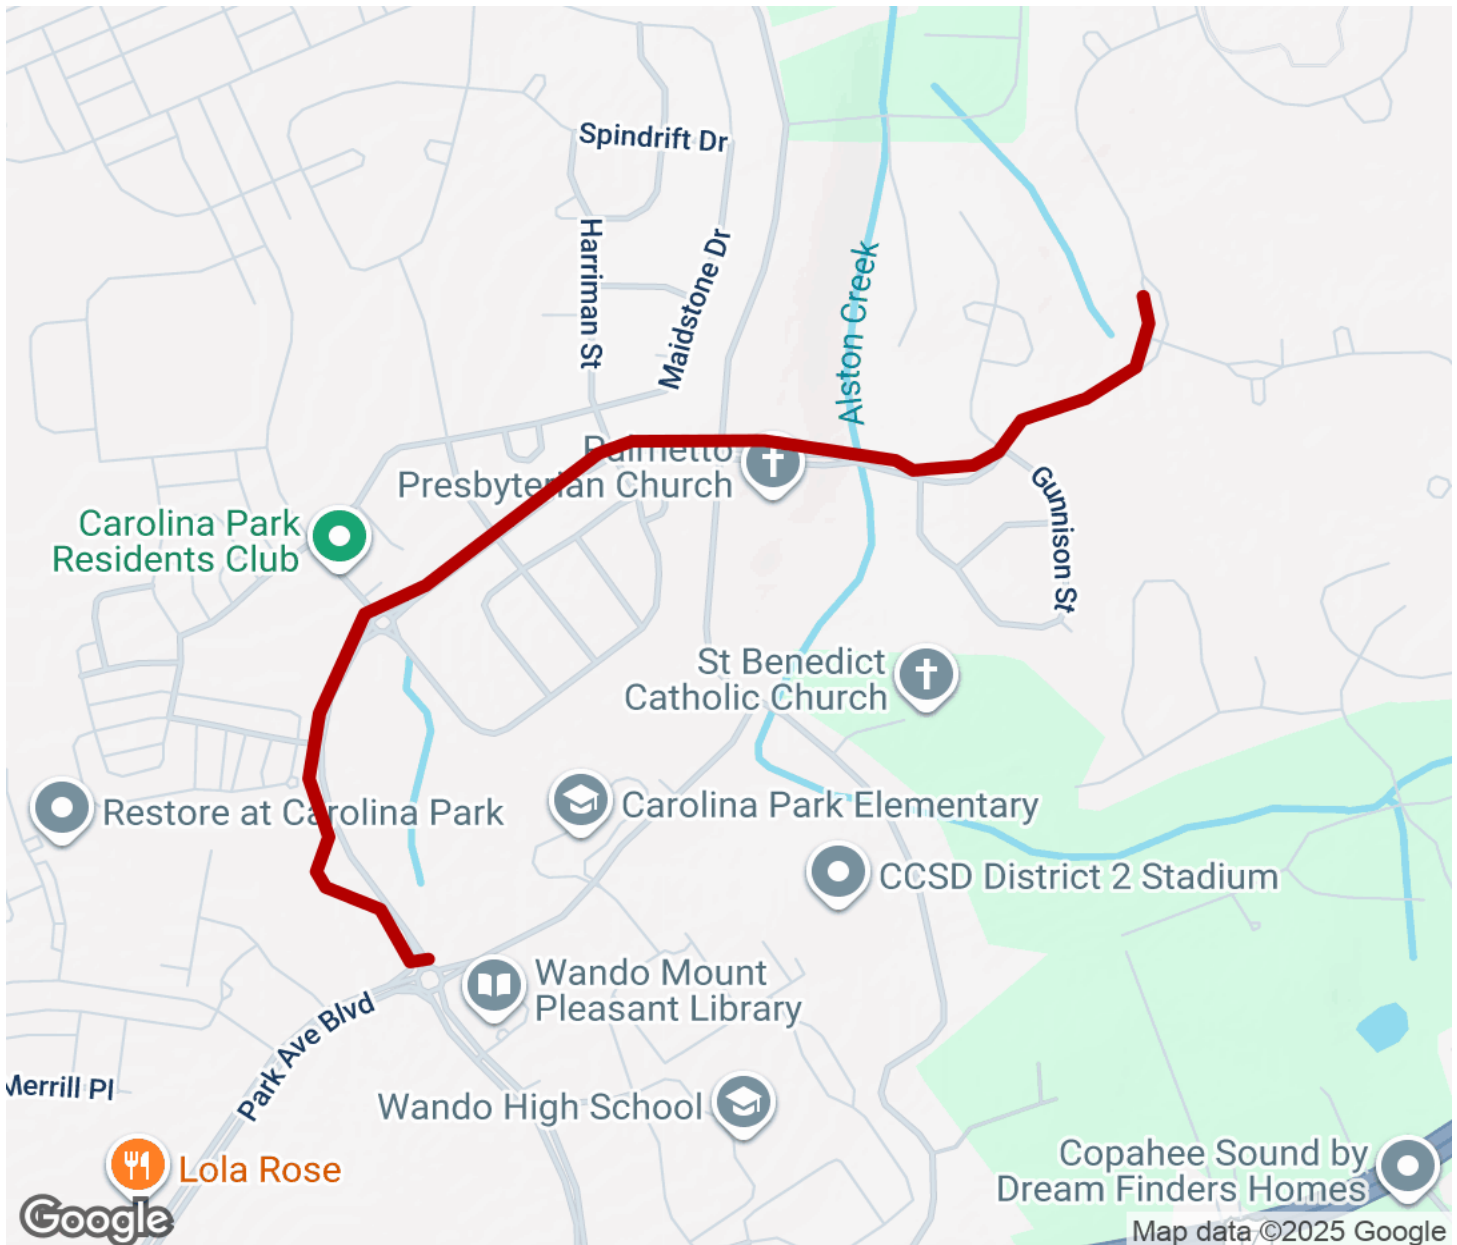 Spindrift Dr
Harriman St
Maidstone Dr
Alston Creek
Palmetto
Presbyterian Church
Gunnison St
Carolina Park
Residents Club
St Benedict
Catholic Church
Restore at Carolina Park
Carolina Park Elementary
CCSD District 2 Stadium
Wando Mount
Pleasant Library
Park Ave Blvd
Merrill Pl
Wando High School
Lola Rose
Copahee Sound by
Dream Finders Homes
Google
Map data ©2025 Google